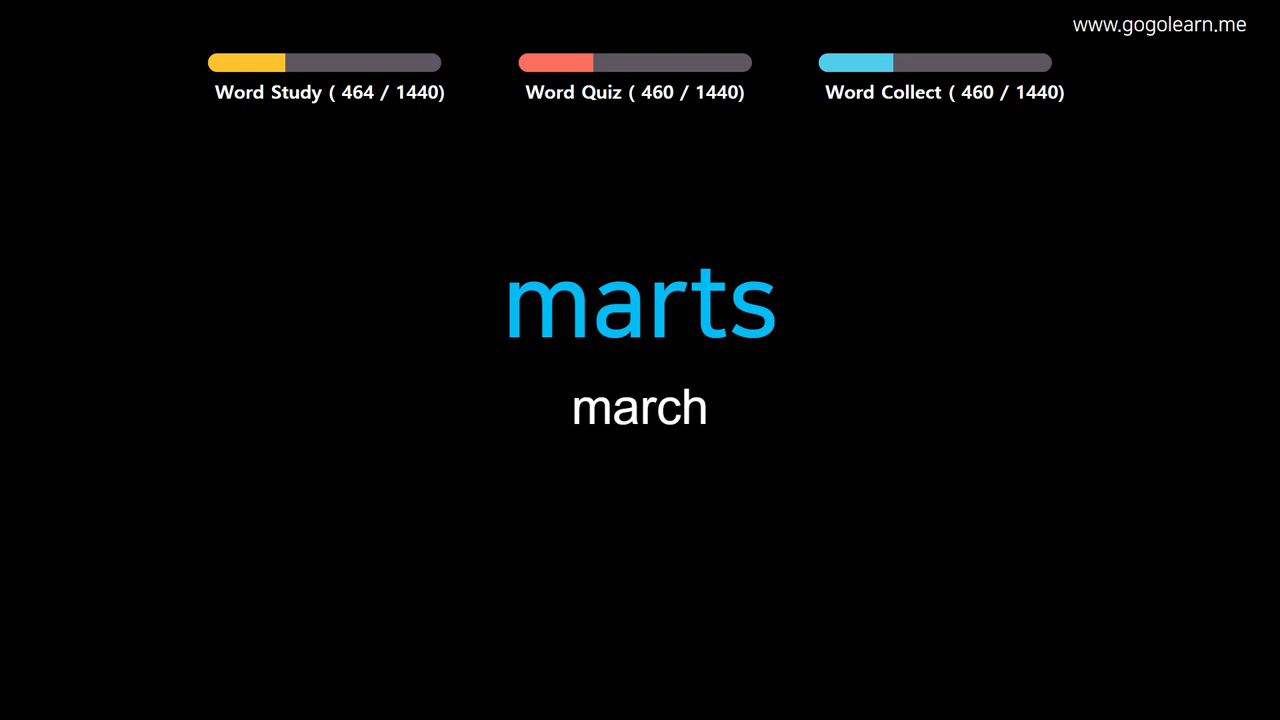 www.gogolearn.me
Word Study ( 464 / 1440)
Word Quiz ( 460 / 1440)
Word Collect ( 460 / 1440)
marts
march